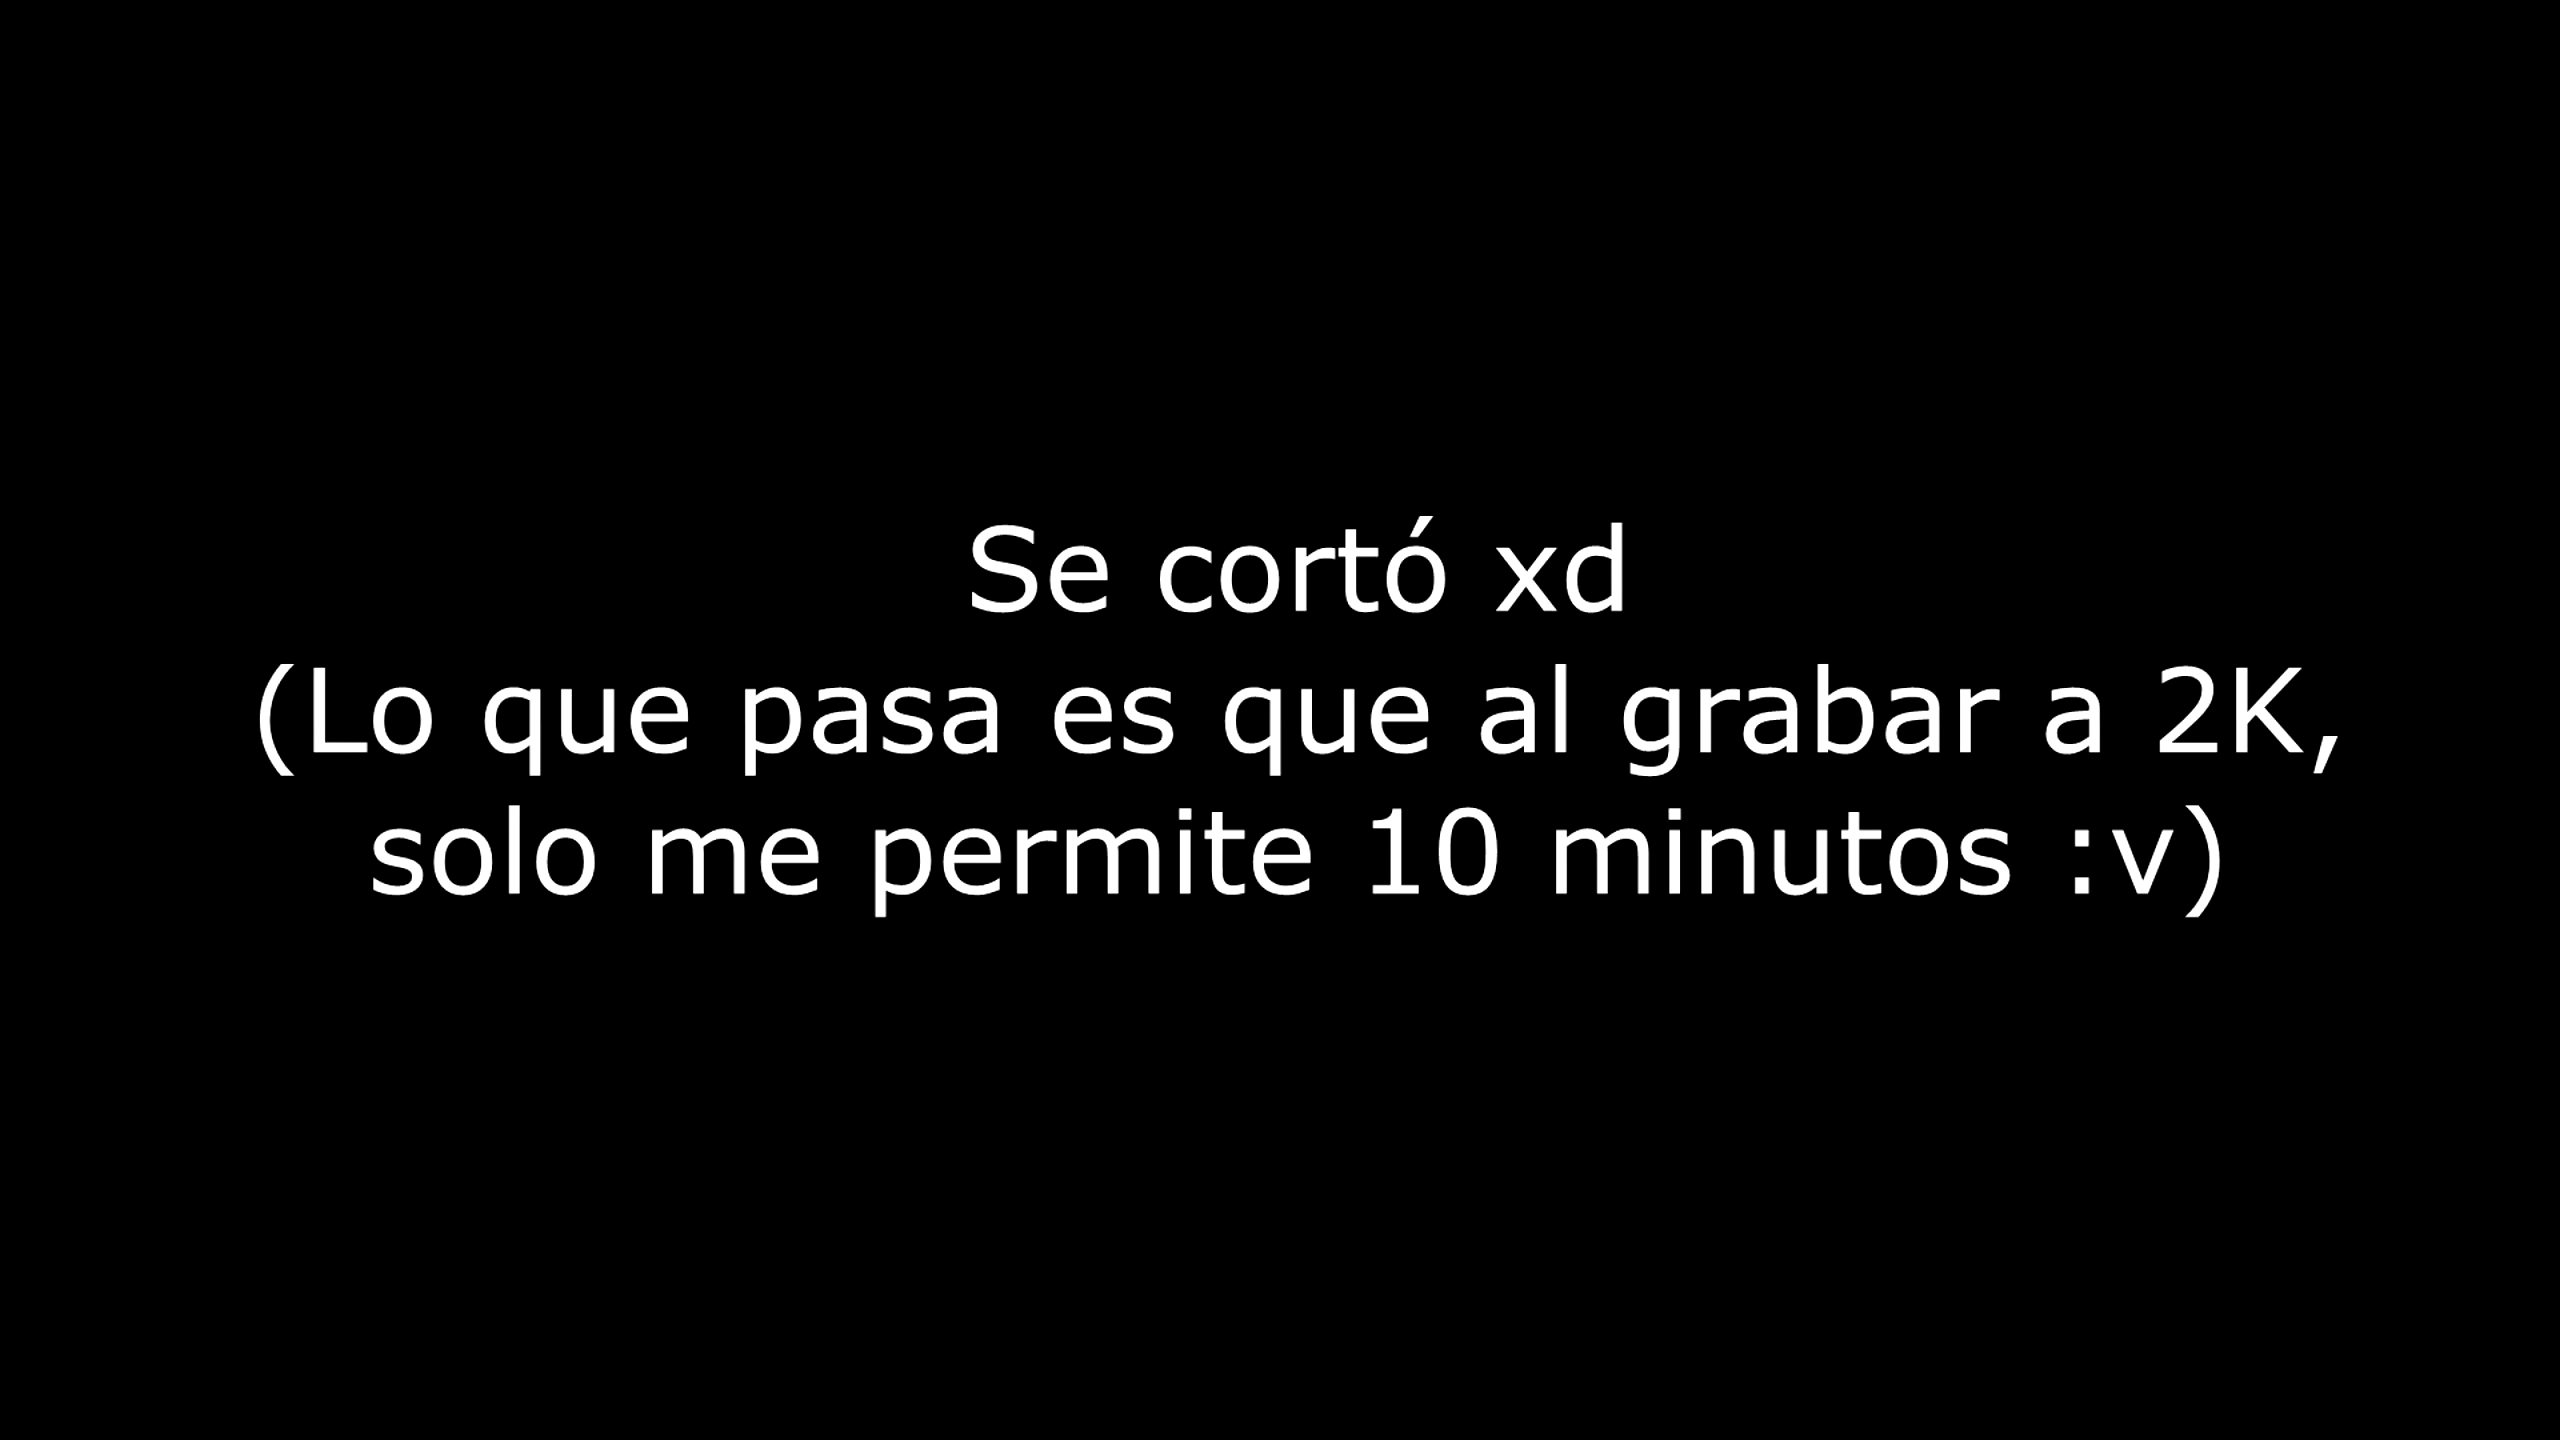 Se cortó xd
(Lo que pasa es que al grabar a 2K,
solo me permite 10 minutos :v)